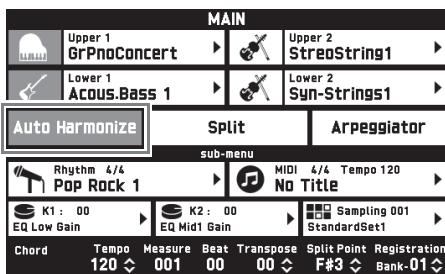 MAIN
Upper 1
GrPnoConcert
Upper 2
StreoString1
Lower 1
Acous.Bass 1
Lower 2
Syn-Strings1
Auto Harmonize Split Arpeggiator
sub-menu
Rhythm 4/4
Pop Rock 1
MIDI 4/4 Tempo 120
No Title
K1: 00
EQ Low Gain
K2: 00
EQ Mid1 Gain
Sampling 001
StandardSet1
Chord Tempo Measure Beat Transpose Split Point Registration
120 001 00 00 F#3 Bank-01